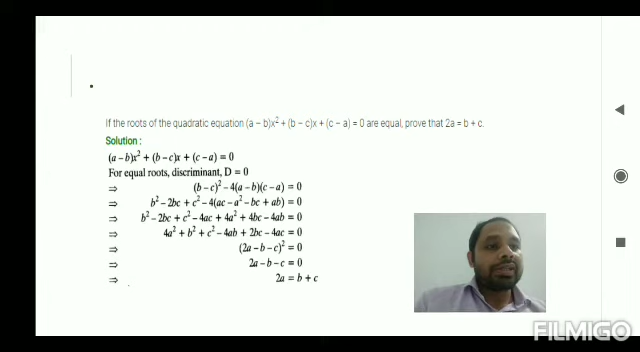 If the roots of the quadratic equation (a − b)x² + (b − c)x + (c − a) = 0 are equal, prove that 2a = b + c.
Solution :
(a − b)x² + (b − c)x + (c − a) = 0
For equal roots, discriminant, D = 0
⇒ (b − c)² − 4(a − b)(c − a) = 0
⇒ b² − 2bc + c² − 4(ac − a² − bc + ab) = 0
⇒ b² − 2bc + c² − 4ac + 4a² + 4bc − 4ab = 0
⇒ 4a² + b² + c² − 4ab + 2bc − 4ac = 0
⇒ (2a − b − c)² = 0
⇒ 2a − b − c = 0
⇒ 2a = b + c
FILMIGO